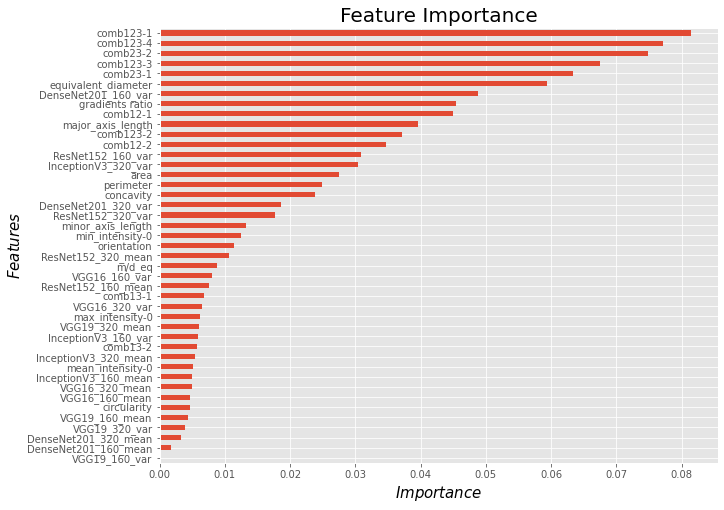 Feature Importance
comb123-1
comb123-4
comb23-2
comb123-3
comb23-1
equivalent_diameter
DenseNet201_160_var
gradients ratio
comb12-1
major_axis_length
comb123-2
comb12-2
ResNet152_160_var
InceptionV3_320_var
area
perimeter
concavity
DenseNet201_320_var
ResNet152_320_var
minor_axis_length
min_intensity-0
orientation
ResNet152_320_mean
m/d_eq
VGG16_160_var
ResNet152_160_mean
comb13-1
VGG16_320_var
max_intensity-0
VGG19_320_mean
InceptionV3_160_var
comb13-2
InceptionV3_320_mean
mean_intensity-0
InceptionV3_160_mean
VGG16_320_mean
VGG16_160_mean
circularity
VGG19_160_mean
VGG19_320_var
DenseNet201_320_mean
DenseNet201_160_mean
VGG19_160_var
Features
0.00 0.01 0.02 0.03 0.04 0.05 0.06 0.07 0.08
Importance